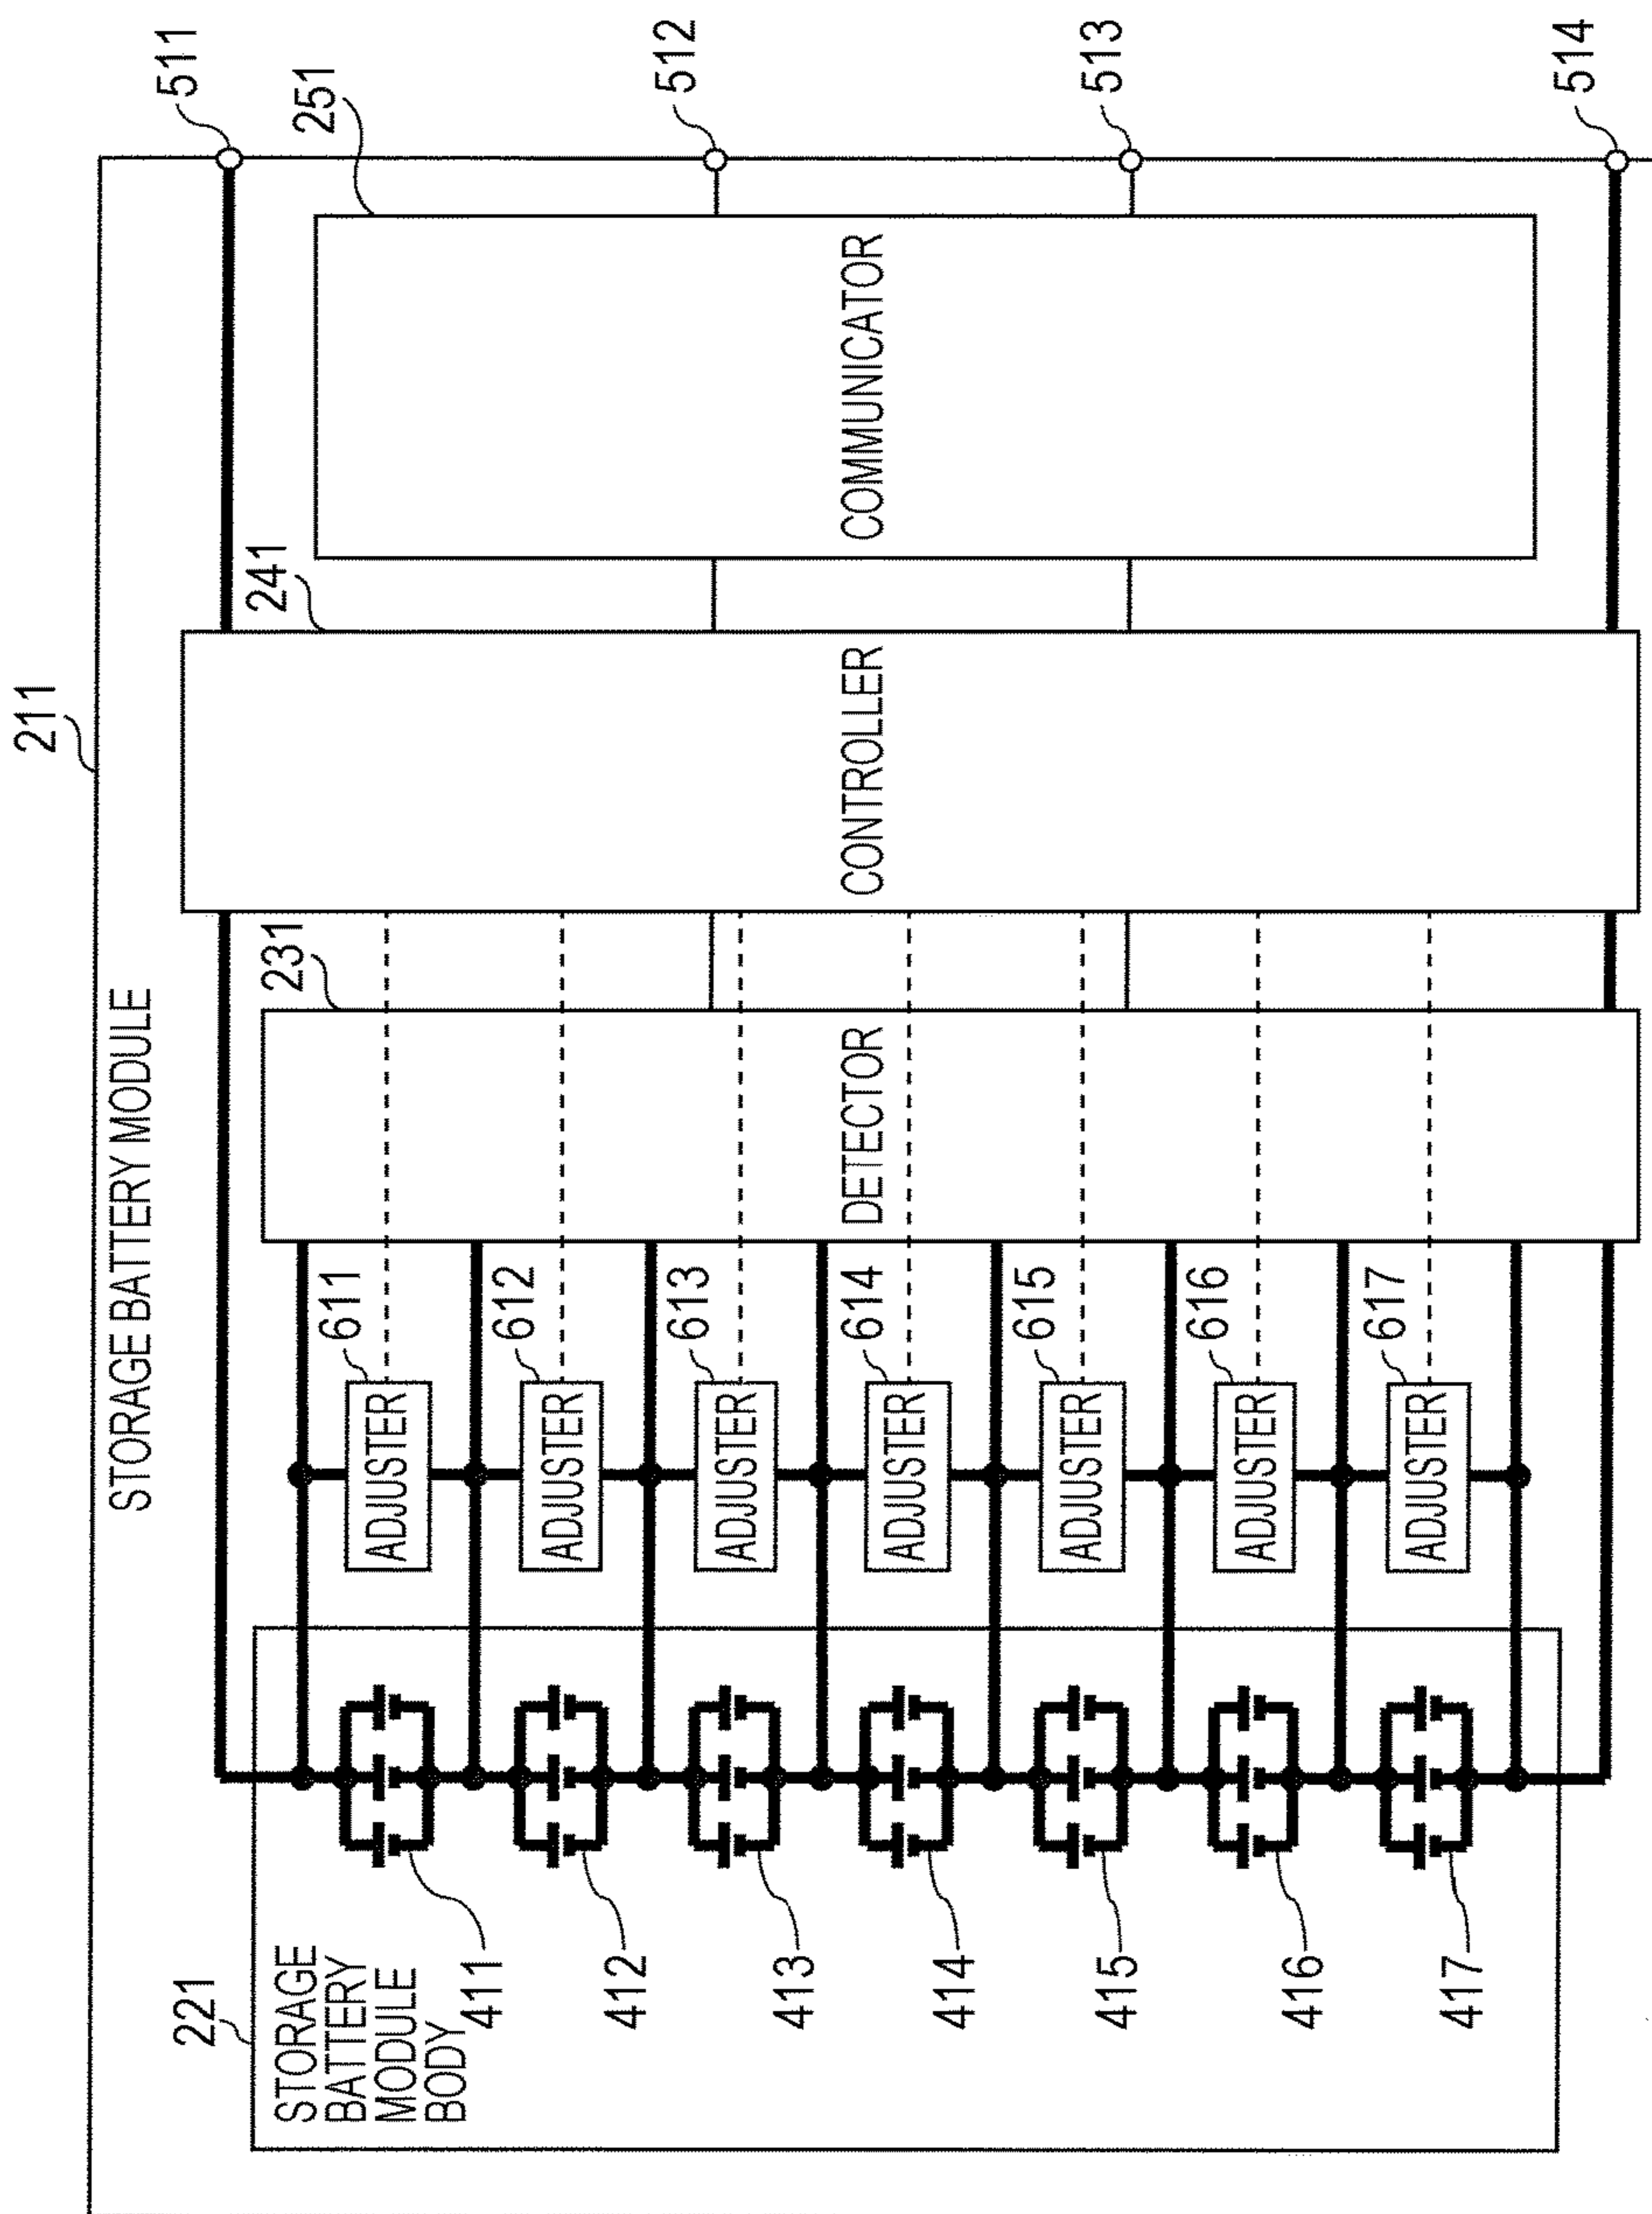 211
STORAGE BATTERY MODULE
221
STORAGE
BATTERY
MODULE
BODY
411
412
413
414
415
416
417
611
ADJUSTER
612
ADJUSTER
613
ADJUSTER
614
ADJUSTER
615
ADJUSTER
616
ADJUSTER
617
ADJUSTER
231
DETECTOR
241
CONTROLLER
251
COMMUNICATOR
511
512
513
514